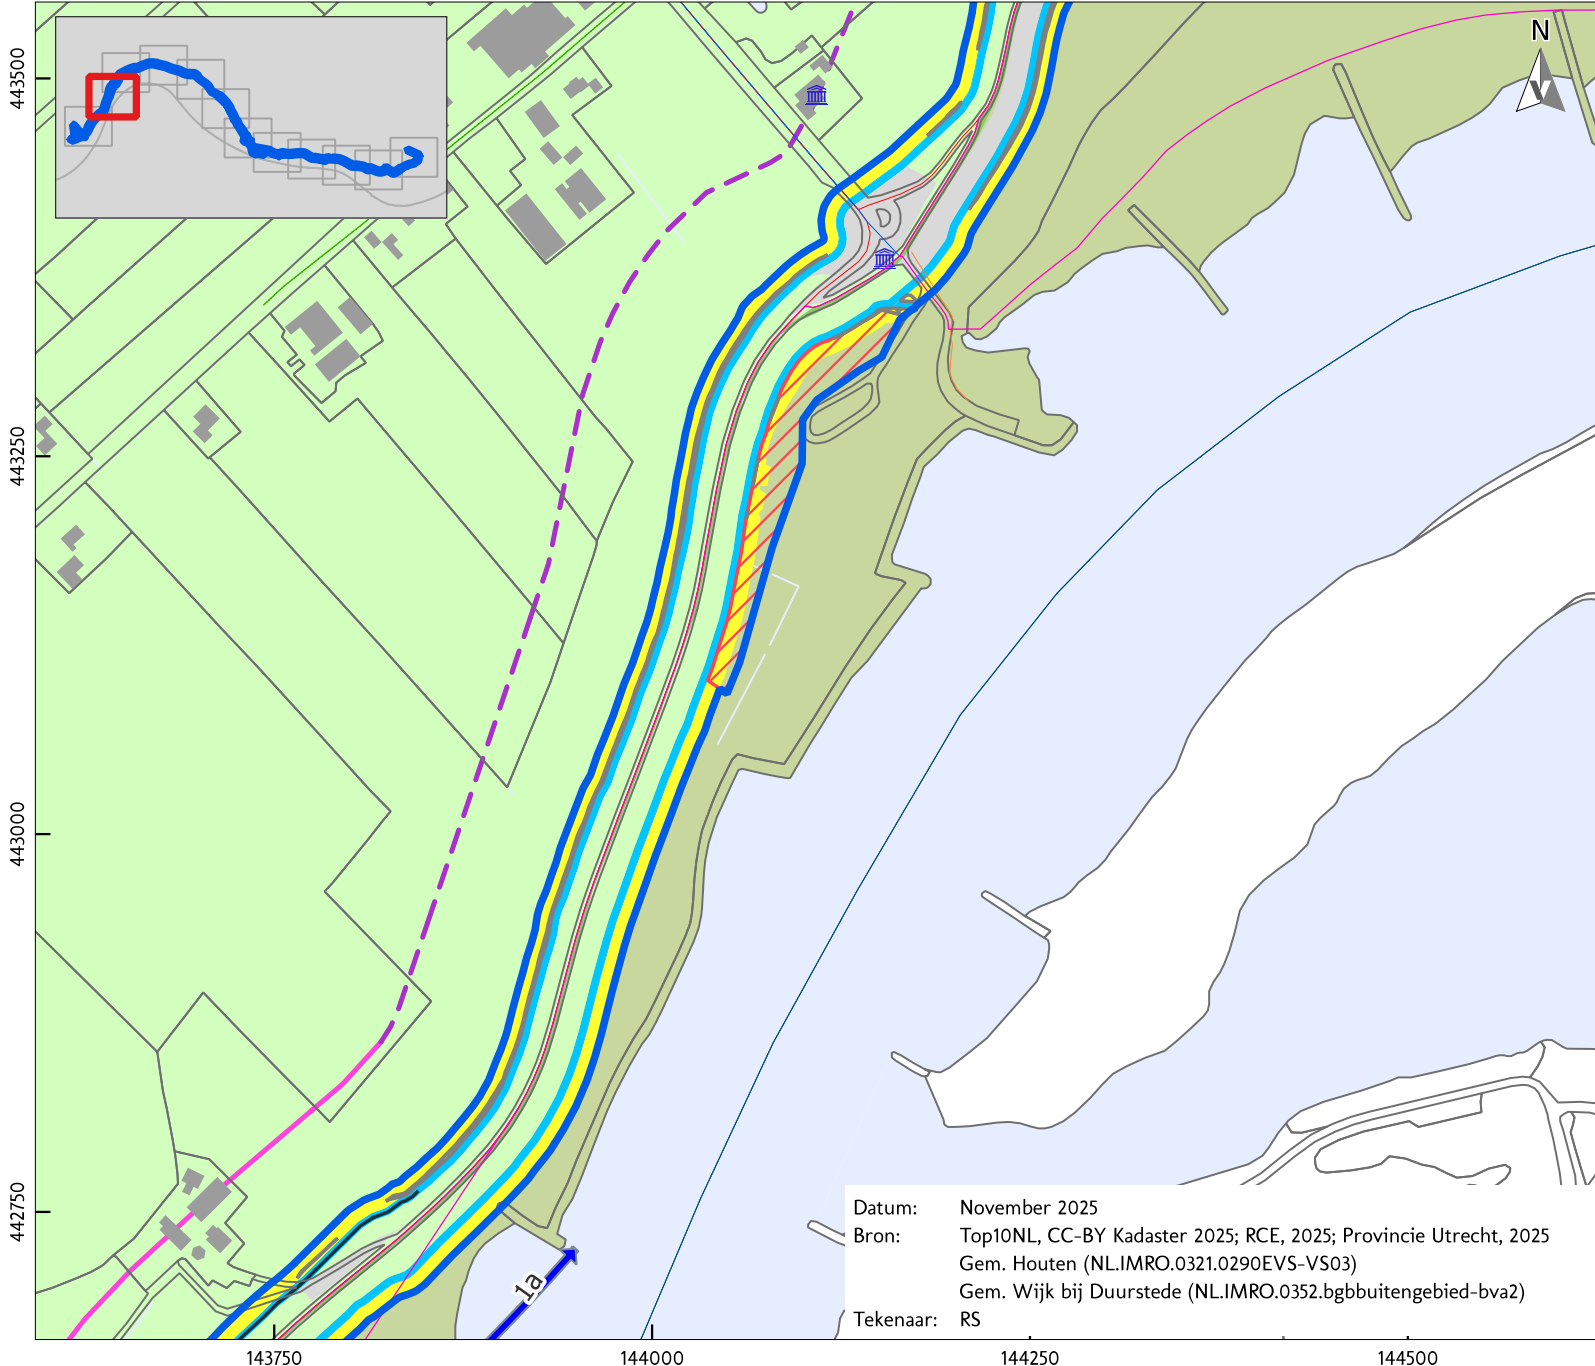 N
443500
443250
443000
442750
1a
Datum: November 2025
Bron: Top10NL, CC-BY Kadaster 2025; RCE, 2025; Provincie Utrecht, 2025
Gem. Houten (NL.IMRO.0321.0290EVS-VS03)
Gem. Wijk bij Duurstede (NL.IMRO.0352.bgbbuitengebied-bva2)
Tekenaar: RS
143750 144000 144250 144500